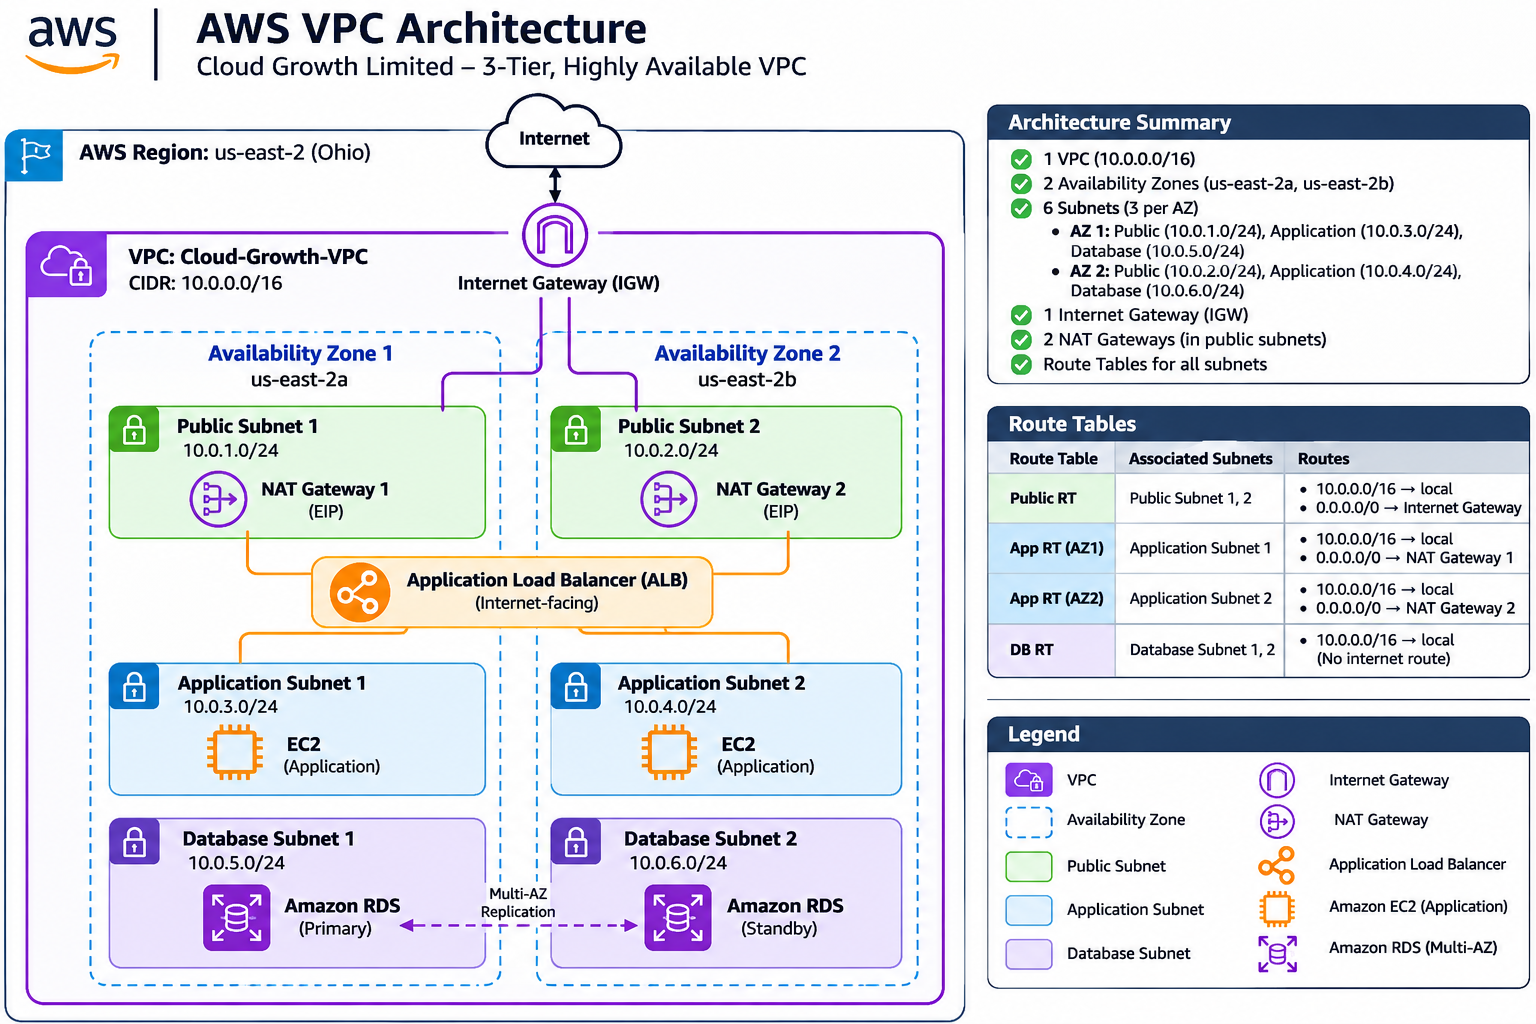 aws
AWS VPC Architecture
Cloud Growth Limited – 3-Tier, Highly Available VPC
Internet
AWS Region: us-east-2 (Ohio)
VPC: Cloud-Growth-VPC
CIDR: 10.0.0.0/16
Internet Gateway (IGW)
Availability Zone 1
us-east-2a
Availability Zone 2
us-east-2b
Public Subnet 1
10.0.1.0/24
NAT Gateway 1
(EIP)
Public Subnet 2
10.0.2.0/24
NAT Gateway 2
(EIP)
Application Load Balancer (ALB)
(Internet-facing)
Application Subnet 1
10.0.3.0/24
EC2
(Application)
Application Subnet 2
10.0.4.0/24
EC2
(Application)
Database Subnet 1
10.0.5.0/24
Amazon RDS
(Primary)
Multi-AZ
Replication
Database Subnet 2
10.0.6.0/24
Amazon RDS
(Standby)
Architecture Summary
1 VPC (10.0.0.0/16)
2 Availability Zones (us-east-2a, us-east-2b)
6 Subnets (3 per AZ)
• AZ 1: Public (10.0.1.0/24), Application (10.0.3.0/24),
Database (10.0.5.0/24)
• AZ 2: Public (10.0.2.0/24), Application (10.0.4.0/24),
Database (10.0.6.0/24)
1 Internet Gateway (IGW)
2 NAT Gateways (in public subnets)
Route Tables for all subnets
Route Tables
Route Table Associated Subnets Routes
Public RT Public Subnet 1, 2
• 10.0.0.0/16 → local
• 0.0.0.0/0 → Internet Gateway
App RT (AZ1) Application Subnet 1
• 10.0.0.0/16 → local
• 0.0.0.0/0 → NAT Gateway 1
App RT (AZ2) Application Subnet 2
• 10.0.0.0/16 → local
• 0.0.0.0/0 → NAT Gateway 2
DB RT Database Subnet 1, 2
• 10.0.0.0/16 → local
(No internet route)
Legend
VPC
Internet Gateway
Availability Zone
NAT Gateway
Public Subnet
Application Load Balancer
Application Subnet
Amazon EC2 (Application)
Database Subnet
Amazon RDS (Multi-AZ)